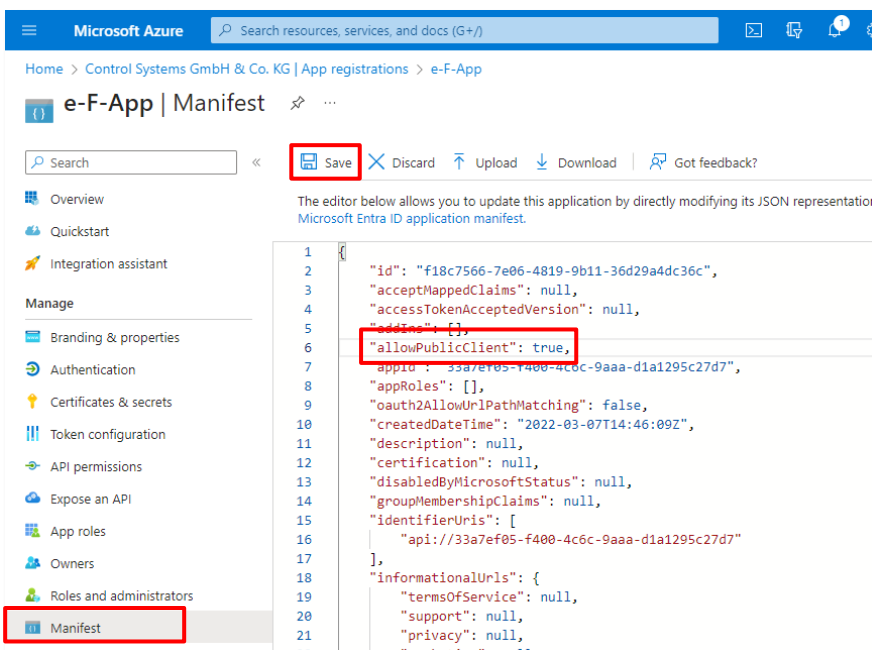 Microsoft Azure
Search resources, services, and docs (G+/)
1
Home > Control Systems GmbH & Co. KG | App registrations > e-F-App
e-F-App | Manifest
Search
«
Save
Discard
Upload
Download
Got feedback?
Overview
Quickstart
Integration assistant
Manage
Branding & properties
Authentication
Certificates & secrets
Token configuration
API permissions
Expose an API
App roles
Owners
Roles and administrators
Manifest
The editor below allows you to update this application by directly modifying its JSON representation
Microsoft Entra ID application manifest.
1 {
2 "id": "f18c7566-7e06-4819-9b11-36d29a4dc36c",
3 "acceptMappedClaims": null,
4 "accessTokenAcceptedVersion": null,
5 "addIns": [],
6 "allowPublicClient": true,
7 "appId": "33a7ef05-f400-4c6c-9aaa-d1a1295c27d7",
8 "appRoles": [],
9 "oauth2AllowUrlPathMatching": false,
10 "createdDateTime": "2022-03-07T14:46:09Z",
11 "description": null,
12 "certification": null,
13 "disabledByMicrosoftStatus": null,
14 "groupMembershipClaims": null,
15 "identifierUris": [
16 "api://33a7ef05-f400-4c6c-9aaa-d1a1295c27d7"
17 ],
18 "informationalUrls": {
19 "termsOfService": null,
20 "support": null,
21 "privacy": null,